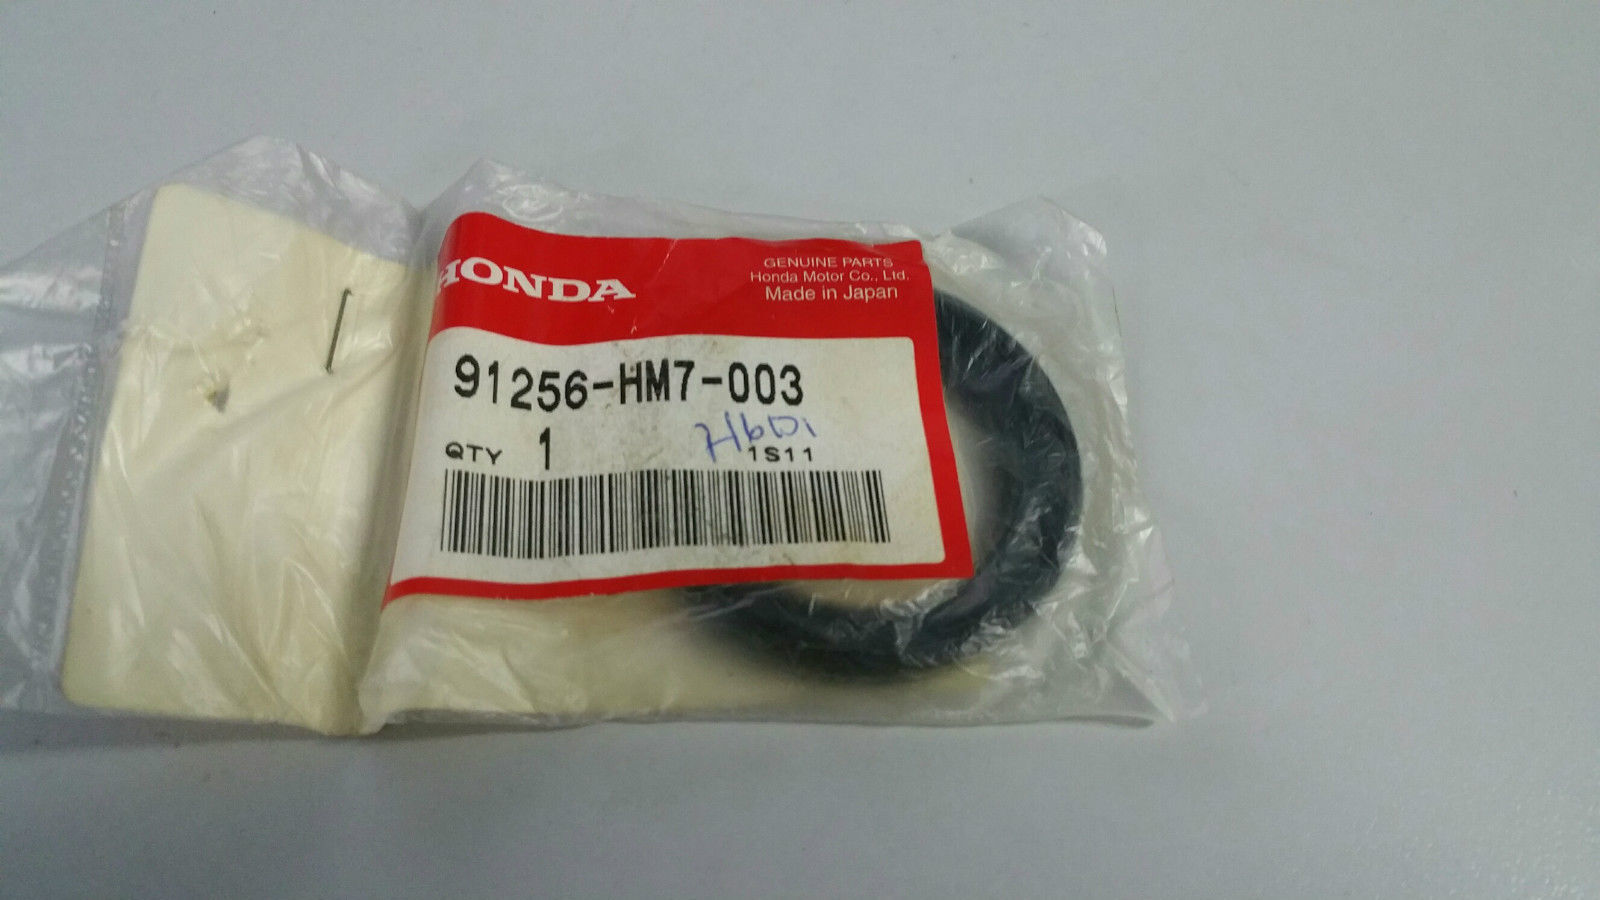 HONDA
GENUINE PARTS
Honda Motor Co., Ltd.
Made in Japan
91256-HM7-003
QTY 1
1S11